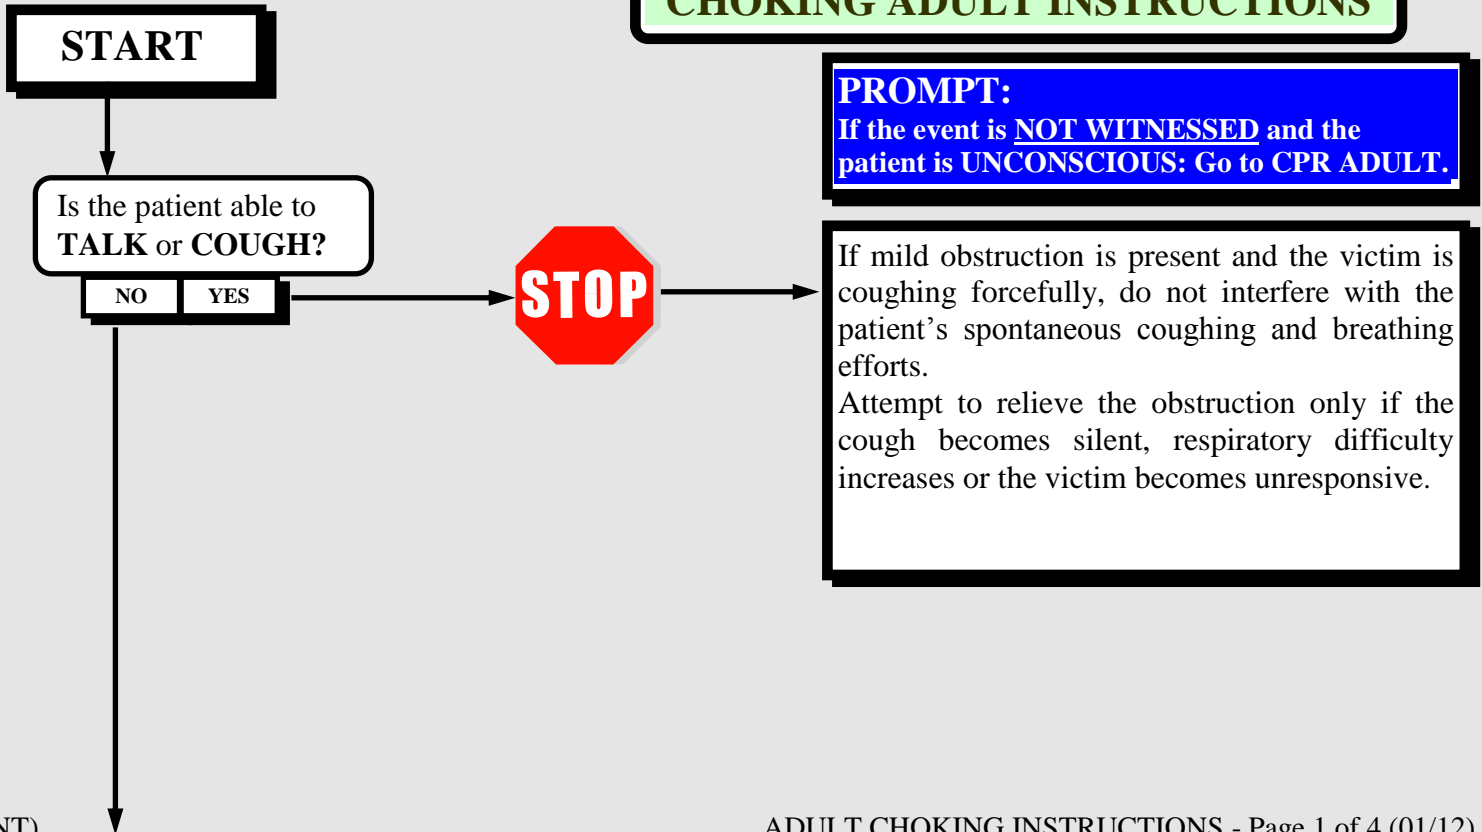 CHOKING ADULT INSTRUCTIONS
START
PROMPT:
If the event is NOT WITNESSED and the
patient is UNCONSCIOUS: Go to CPR ADULT.
Is the patient able to
TALK or COUGH?
NO YES
STOP
If mild obstruction is present and the victim is
coughing forcefully, do not interfere with the
patient’s spontaneous coughing and breathing
efforts.
Attempt to relieve the obstruction only if the
cough becomes silent, respiratory difficulty
increases or the victim becomes unresponsive.
NT)
ADULT CHOKING INSTRUCTIONS - Page 1 of 4 (01/12)